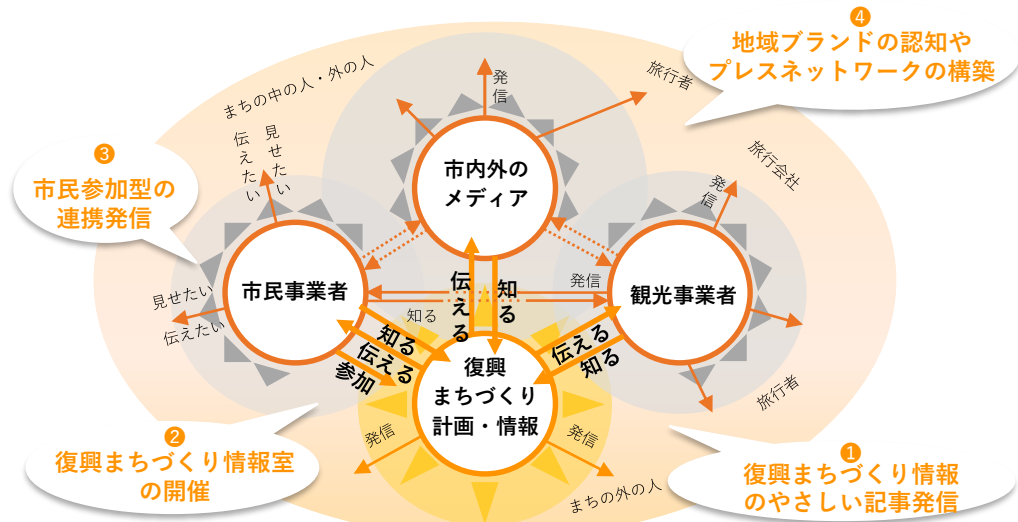 ❹
地域ブランドの認知や
プレスネットワークの構築
旅行者
発信
まちの中の人・外の人
見せたい
伝えたい
❸
市民参加型の
連携発信
市内外の
メディア
旅行会社
発信
市民事業者
観光事業者
発信
見せたい
伝えたい
知る
伝える
知る
知る
伝える
参加
伝える
知る
復興
まちづくり
計画・情報
発信
発信
旅行者
まちの外の人
❷
復興まちづくり情報室
の開催
❶
復興まちづくり情報
のやさしい記事発信